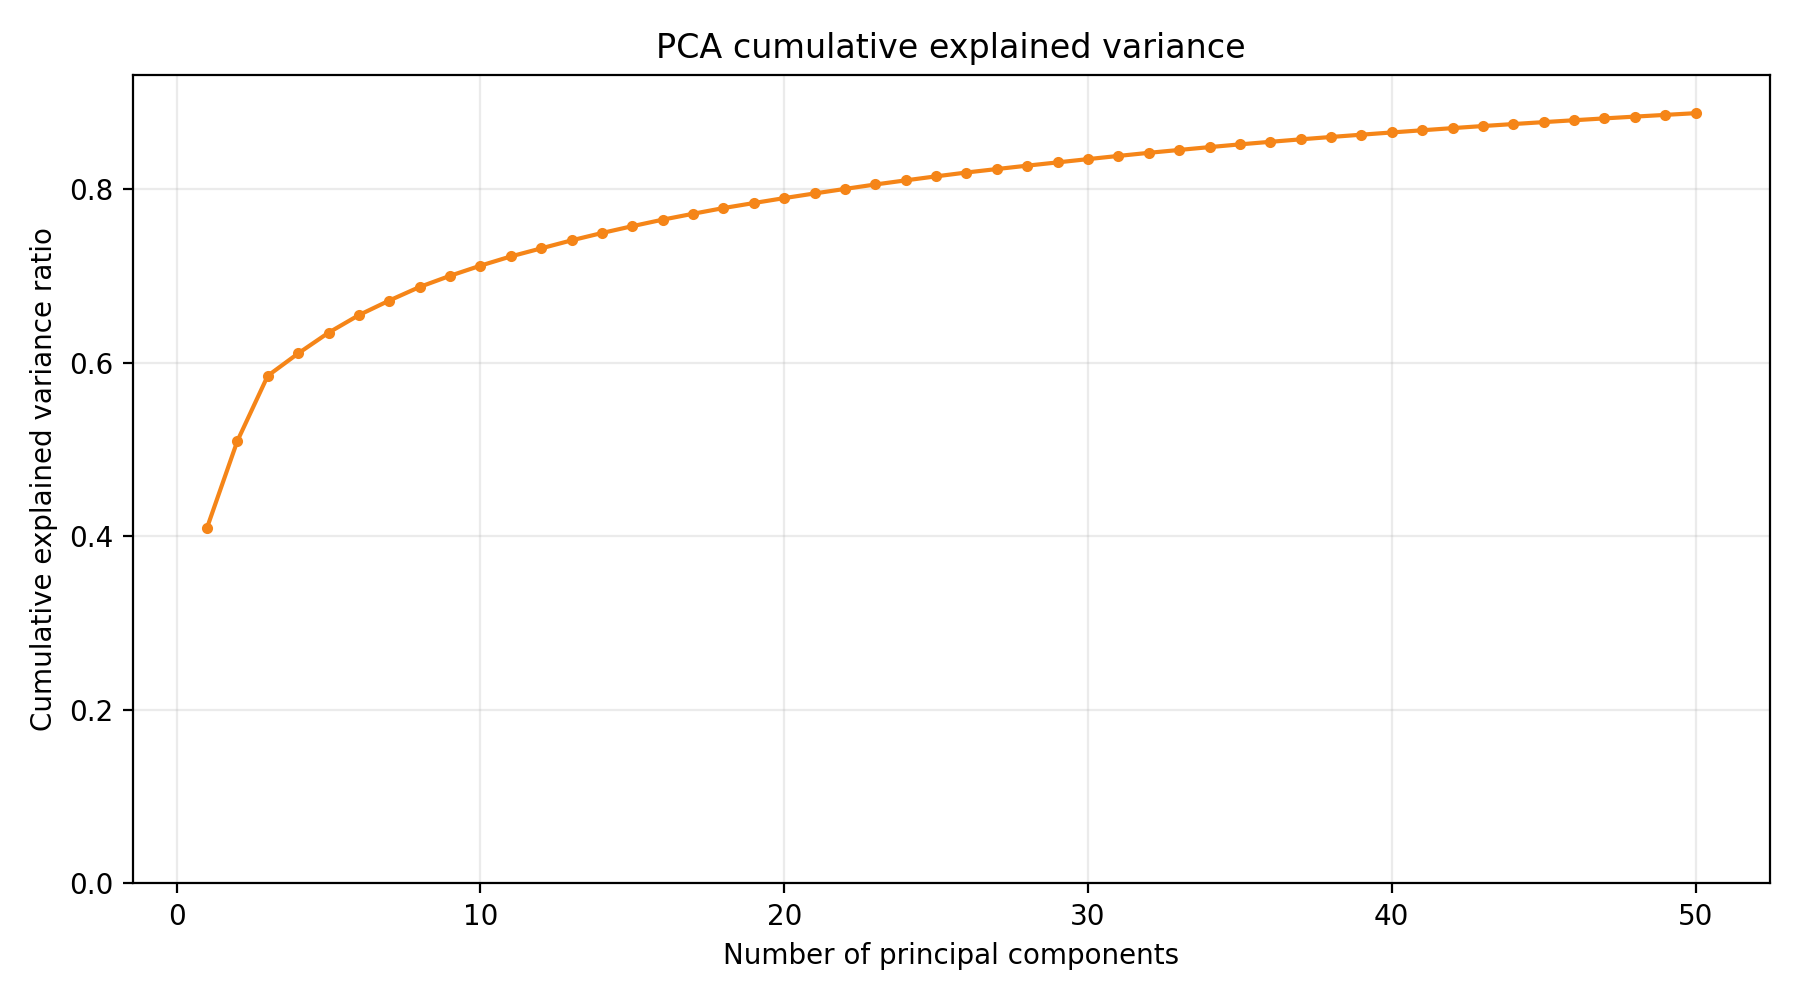 PCA cumulative explained variance
Cumulative explained variance ratio
0.8
0.6
0.4
0.2
0.0
0 10 20 30 40 50
Number of principal components